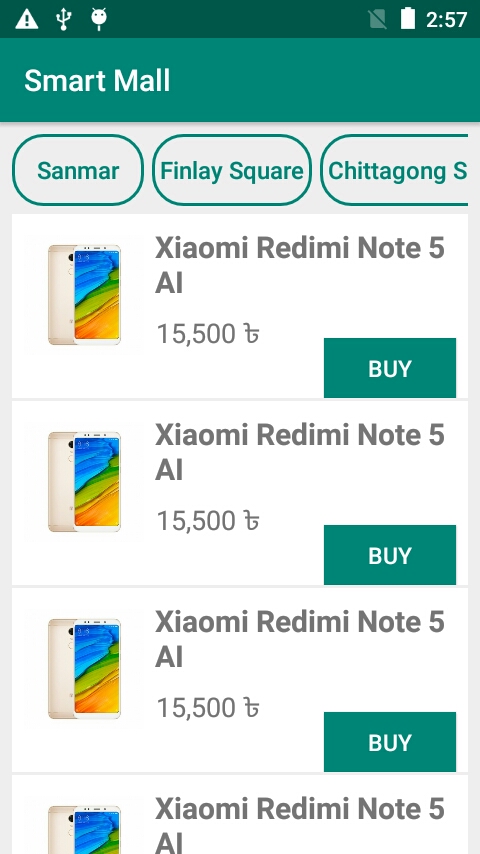 2:57
Smart Mall
Sanmar
Finlay Square
Chittagong S
Xiaomi Redimi Note 5
AI
15,500 ৳
BUY
Xiaomi Redimi Note 5
AI
15,500 ৳
BUY
Xiaomi Redimi Note 5
AI
15,500 ৳
BUY
Xiaomi Redimi Note 5
AI